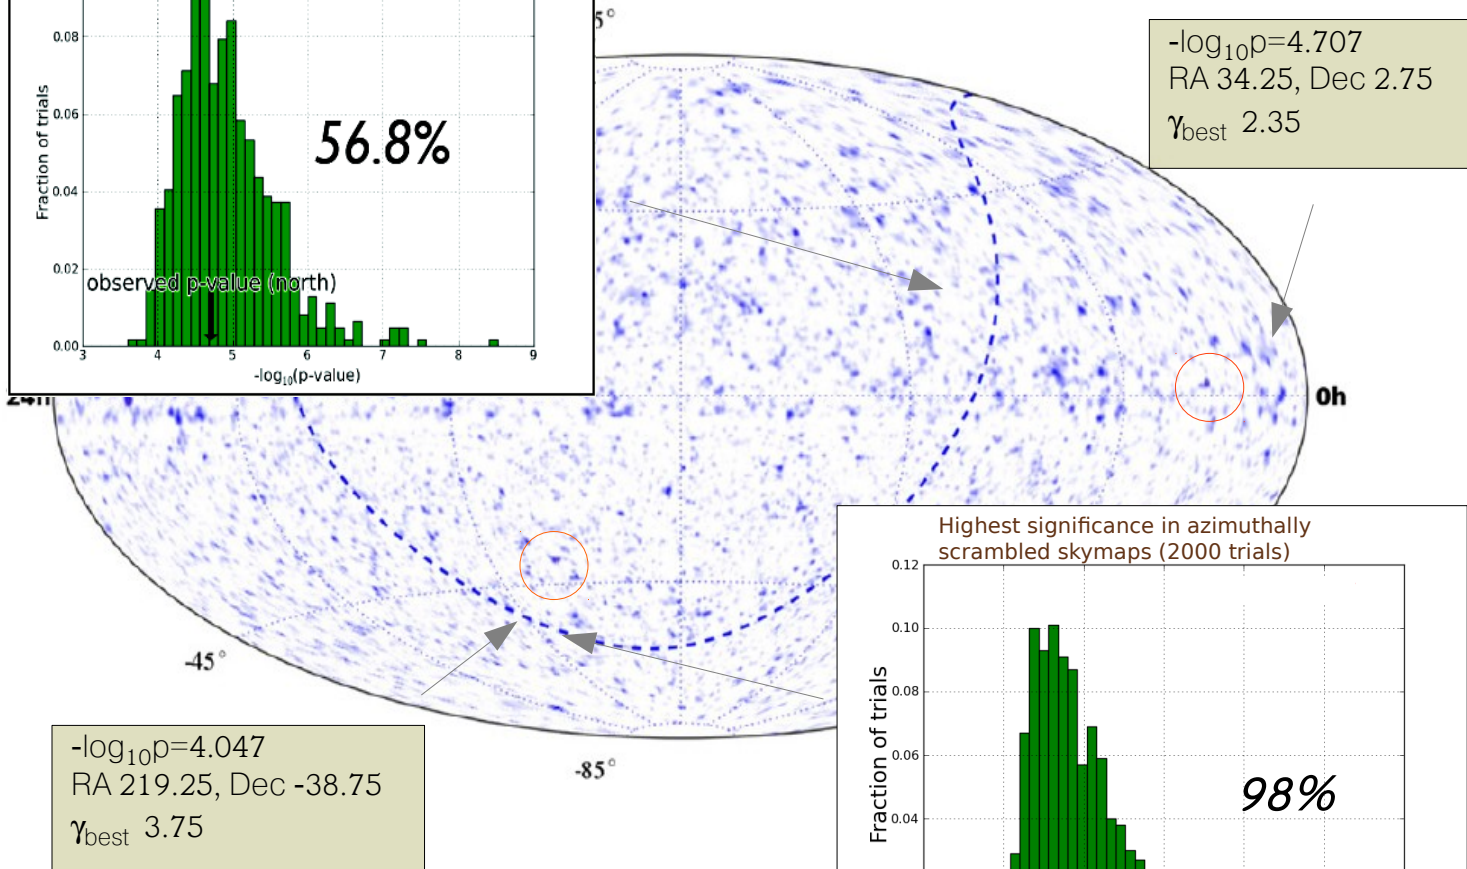 0.08
0.06
0.04
0.02
0.00
Fraction of trials
56.8%
observed p-value (north)
3 4 5 6 7 8 9
-log10(p-value)
5°
-log10p=4.707
RA 34.25, Dec 2.75
γbest 2.35
24h
0h
-45°
-85°
-log10p=4.047
RA 219.25, Dec -38.75
γbest 3.75
Highest significance in azimuthally
scrambled skymaps (2000 trials)
0.12
0.10
0.08
0.06
0.04
Fraction of trials
98%